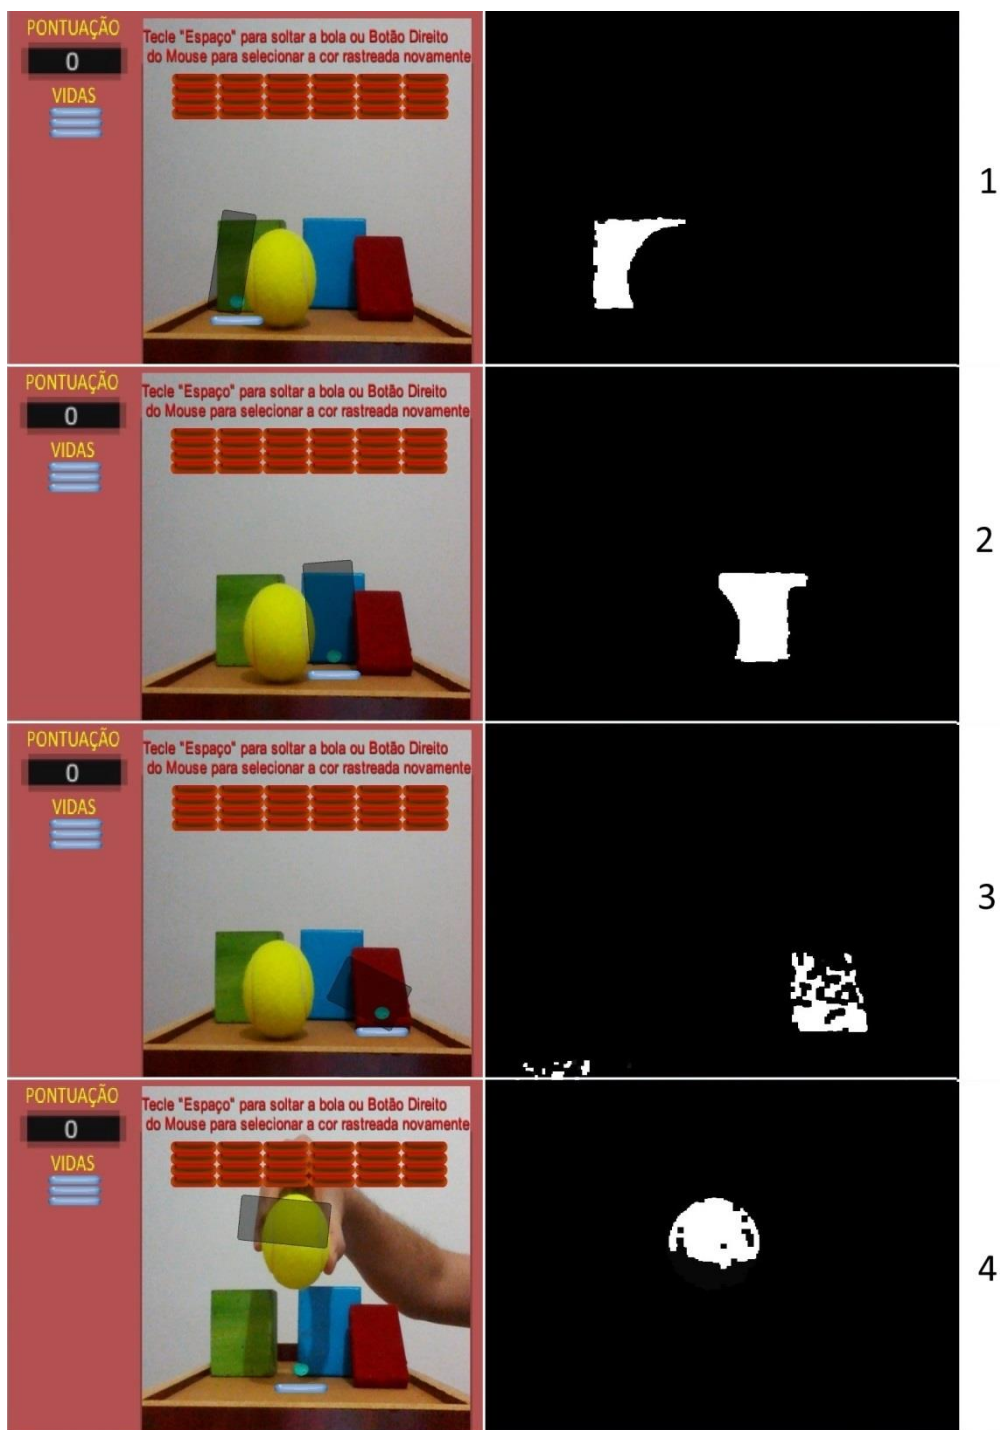 PONTUAÇÃO
0
VIDAS
Tecle "Espaço" para soltar a bola ou Botão Direito
do Mouse para selecionar a cor rastreada novamente
1
PONTUAÇÃO
0
VIDAS
Tecle "Espaço" para soltar a bola ou Botão Direito
do Mouse para selecionar a cor rastreada novamente
2
PONTUAÇÃO
0
VIDAS
Tecle "Espaço" para soltar a bola ou Botão Direito
do Mouse para selecionar a cor rastreada novamente
3
PONTUAÇÃO
0
VIDAS
Tecle "Espaço" para soltar a bola ou Botão Direito
do Mouse para selecionar a cor rastreada novamente
4